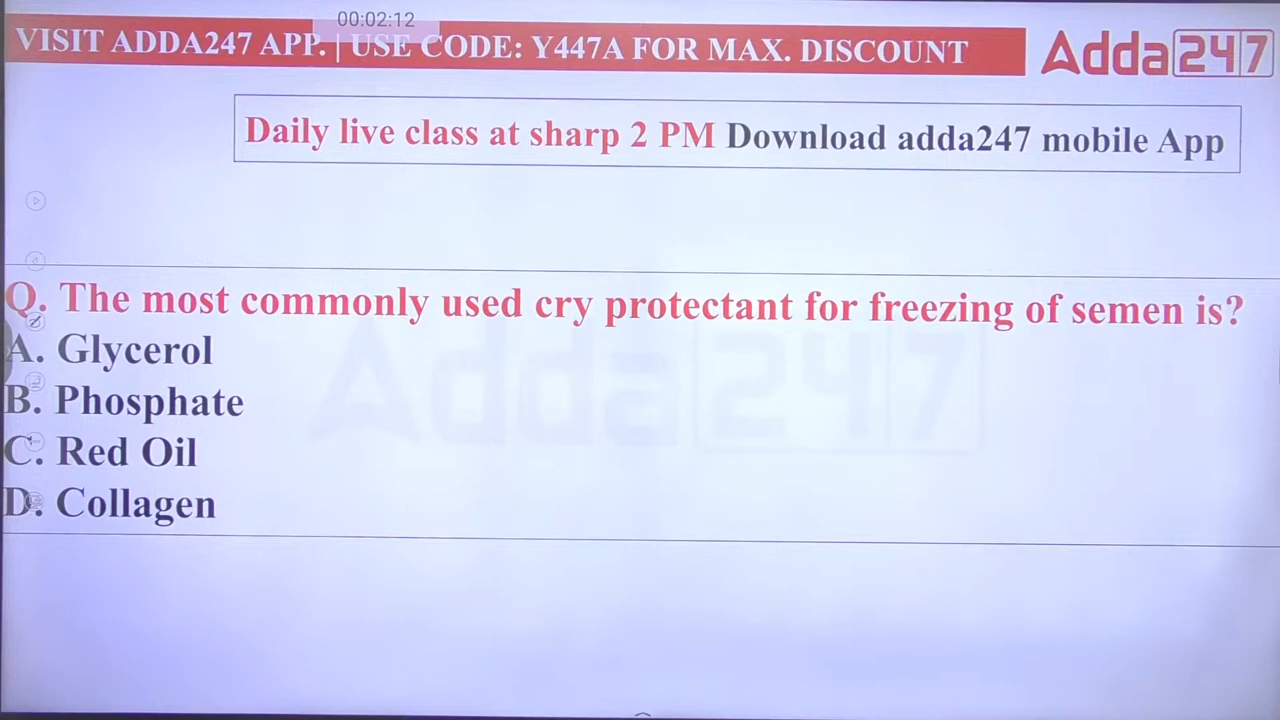 00:02:12
VISIT ADDA247 APP. | USE CODE: Y447A FOR MAX. DISCOUNT
Adda247
Daily live class at sharp 2 PM Download adda247 mobile App
Q. The most commonly used cry protectant for freezing of semen is?
A. Glycerol
B. Phosphate
C. Red Oil
D. Collagen
Adda247